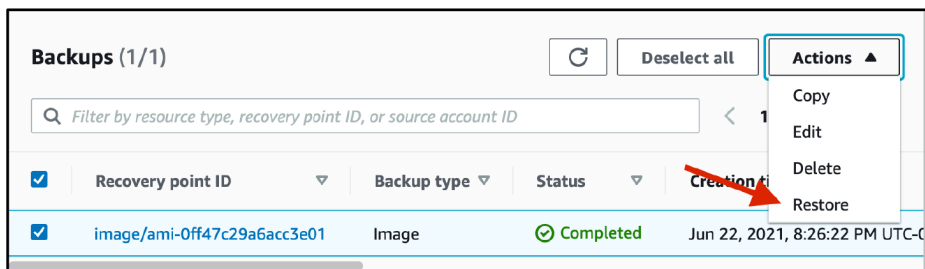 Backups (1/1)
Deselect all
Actions
Copy
Edit
Delete
Restore
Filter by resource type, recovery point ID, or source account ID
1
Recovery point ID
Backup type
Status
Creation
image/ami-0ff47c29a6acc3e01
Image
Completed
Jun 22, 2021, 8:26:22 PM UTC-0